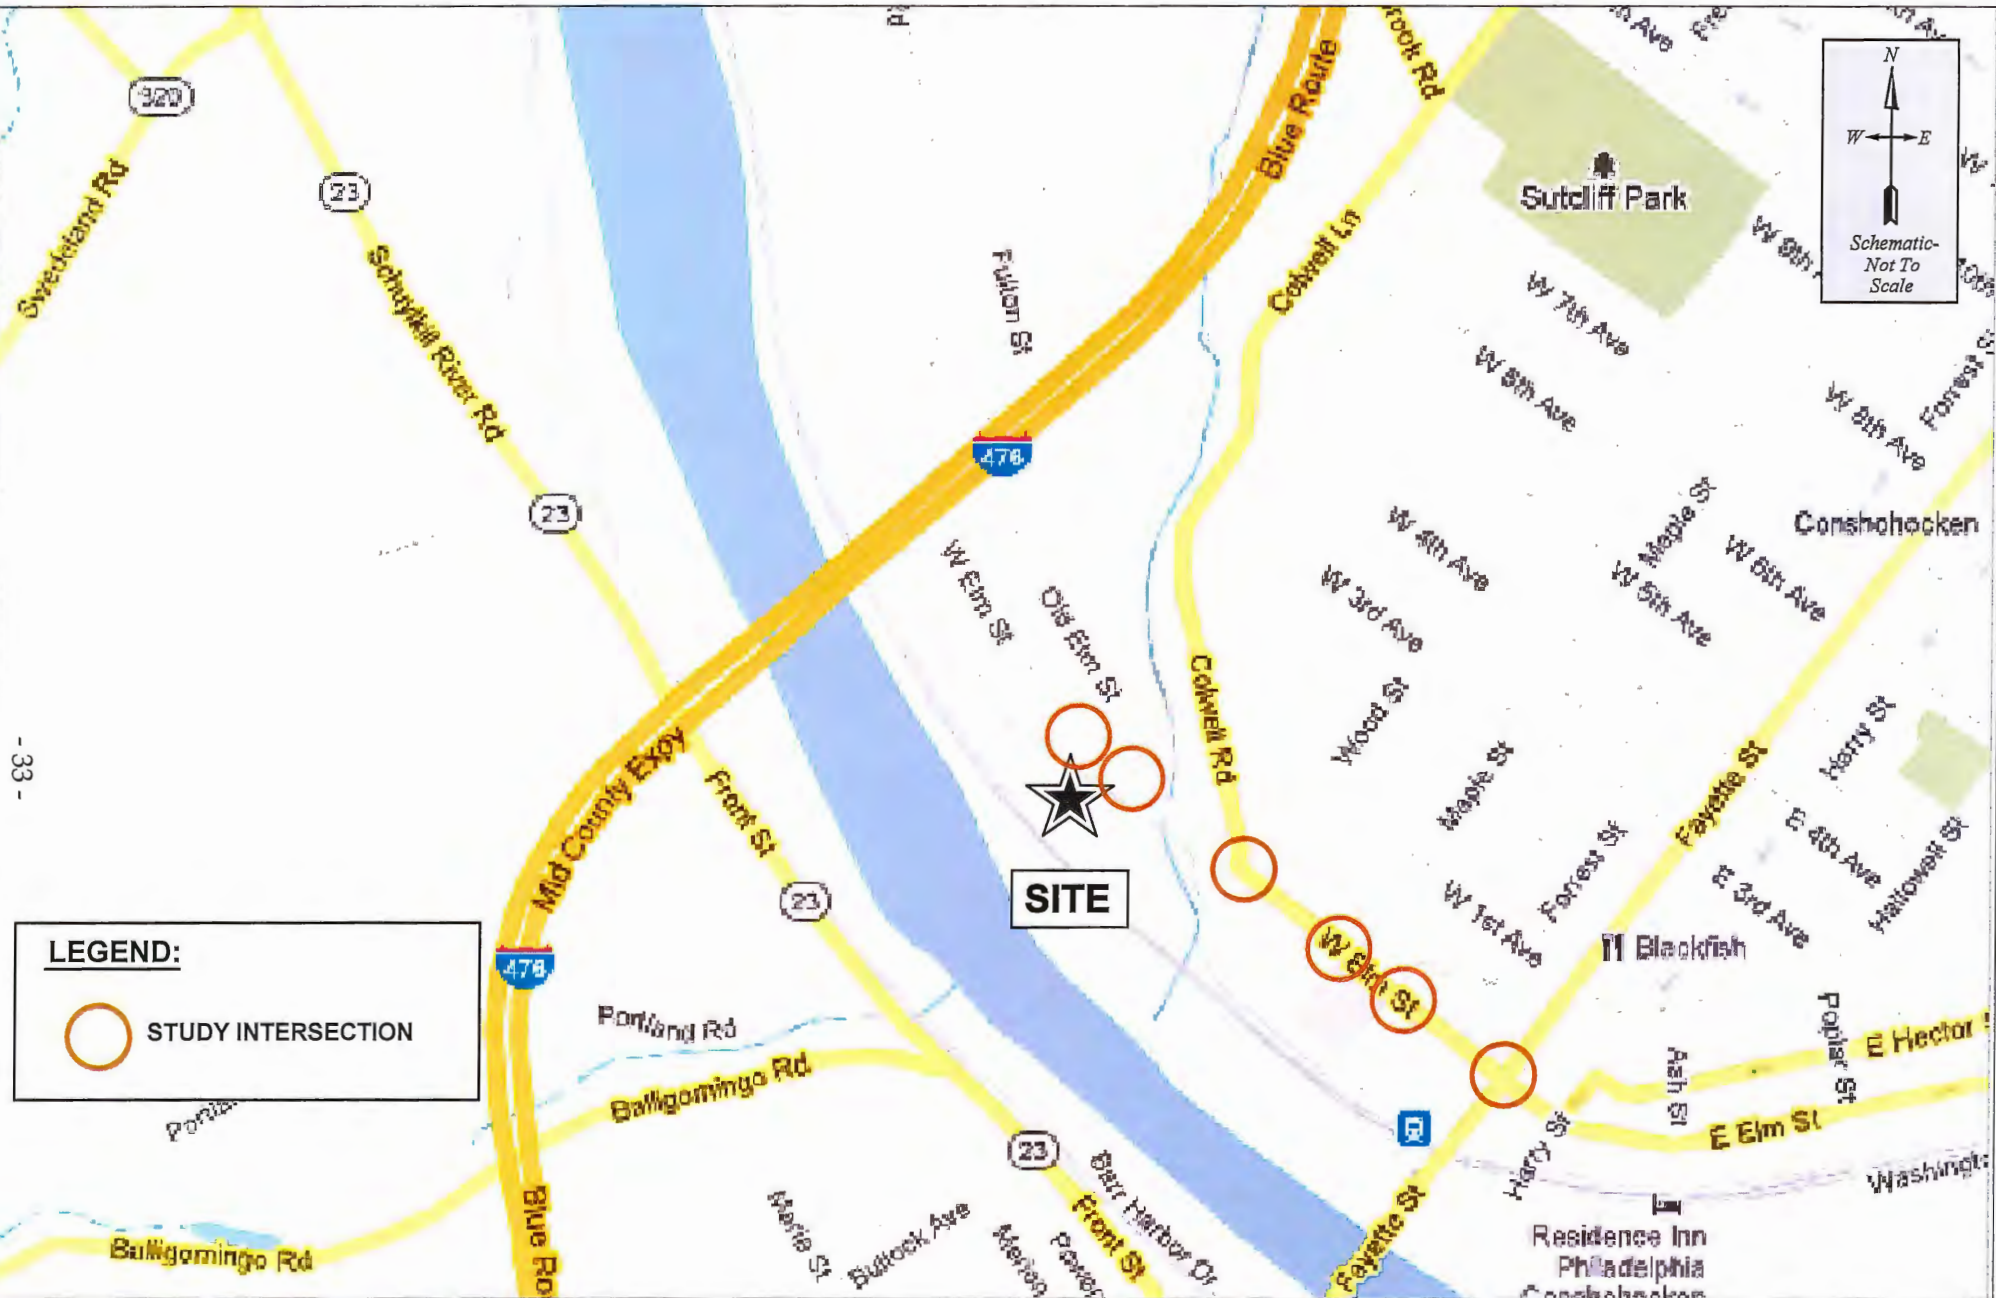 320
23
Swedeland Rd
Schuylkill River Rd
23
Blue Route
Colwell Ln
Sutcliff Park
N
W E
Schematic-
Not To
Scale
W 9th
W 7th Ave
Fulton St
476
W 8th Ave
Forrest
Conshohocken
Maple St
W 4th Ave
W 3rd Ave
W 5th Ave
W 6th Ave
W Elm St
Old Elm St
Colwell Rd
Wood St
Maple St
Fayette St
Harry St
E 4th Ave
E 3rd Ave
Hallowell St
Forrest St
W 1st Ave
Blackfish
Mid County Expy
Front St
23
SITE
W Elm St
- 33 -
LEGEND:
STUDY INTERSECTION
476
Portland Rd
Balligomingo Rd
23
E Hector
Poplar St
Ash St
E Elm St
Harry St
Fayette St
Residence Inn
Philadelphia
Conshohocken
Balligomingo Rd
Blue Ro
Marie St
Bullock Ave
Front St
Barr Harbor Dr